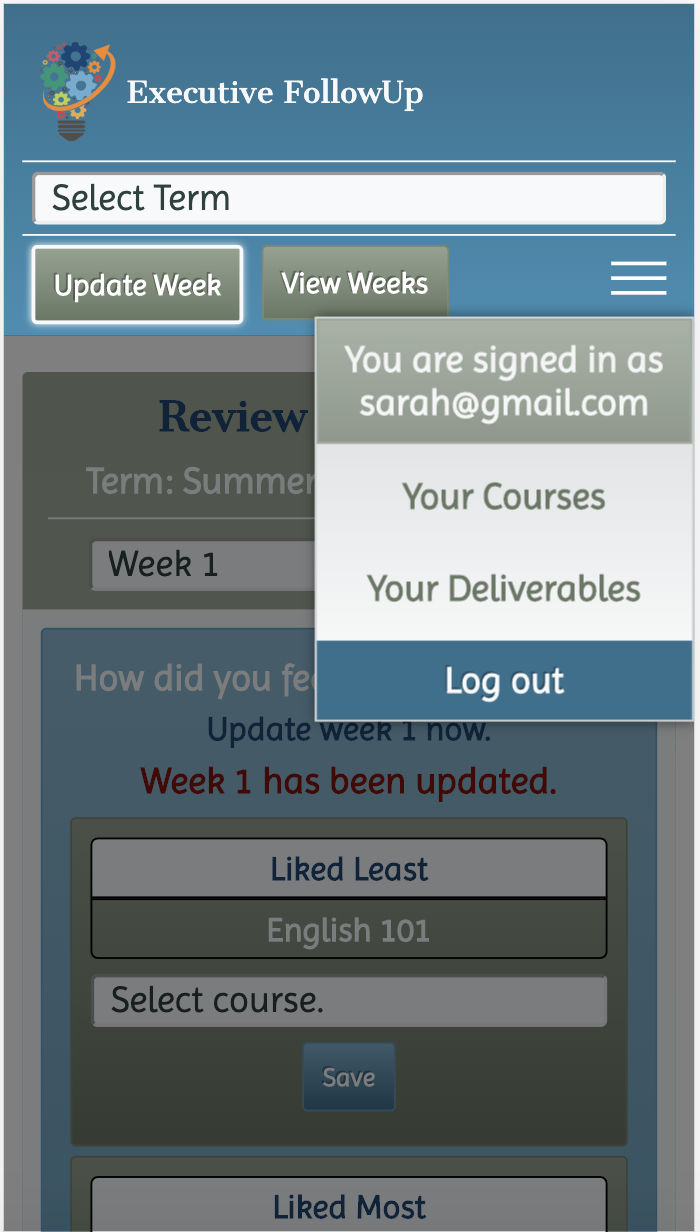 Executive FollowUp
Select Term
Update Week
View Weeks
You are signed in as
sarah@gmail.com
Your Courses
Your Deliverables
Log out
Review
Term: Summer
Week 1
How did you fe
Update week 1 now.
Week 1 has been updated.
Liked Least
English 101
Select course.
Save
Liked Most